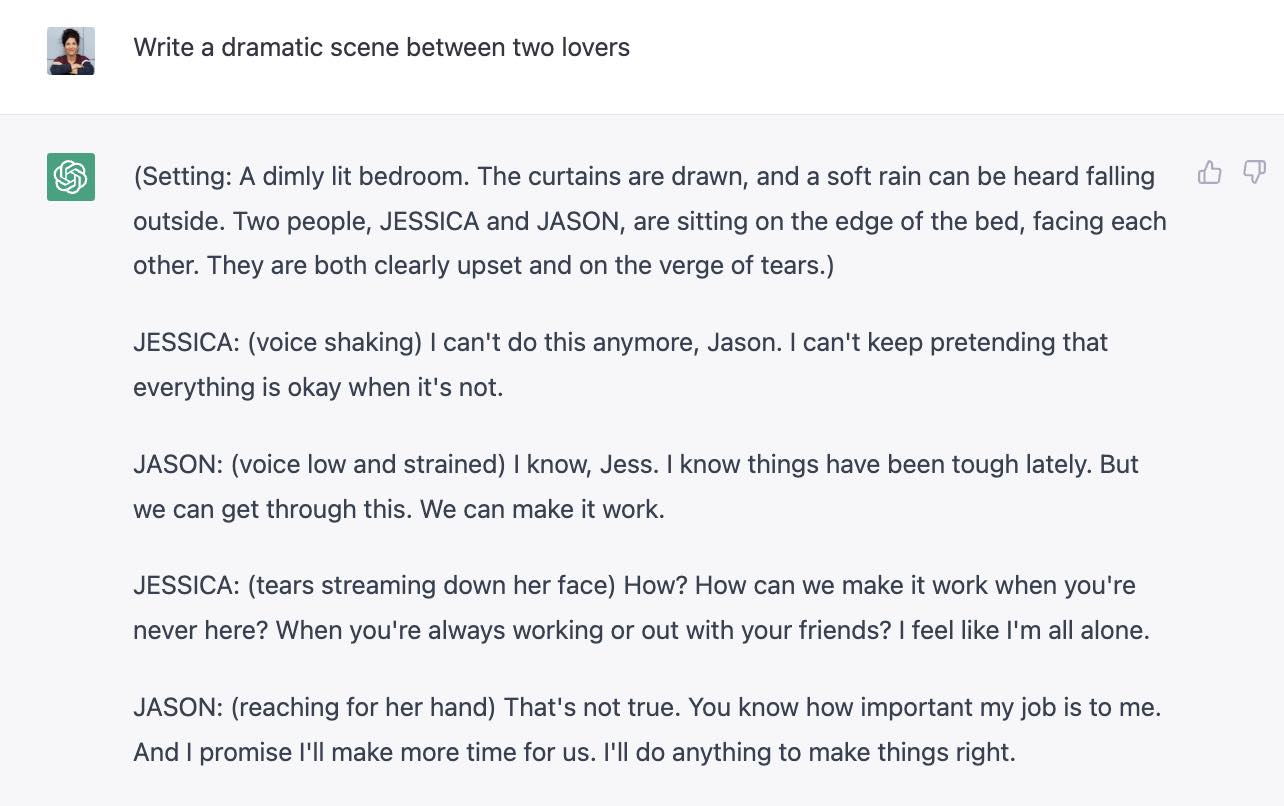 Write a dramatic scene between two lovers
(Setting: A dimly lit bedroom. The curtains are drawn, and a soft rain can be heard falling
outside. Two people, JESSICA and JASON, are sitting on the edge of the bed, facing each
other. They are both clearly upset and on the verge of tears.)
JESSICA: (voice shaking) I can't do this anymore, Jason. I can't keep pretending that
everything is okay when it's not.
JASON: (voice low and strained) I know, Jess. I know things have been tough lately. But
we can get through this. We can make it work.
JESSICA: (tears streaming down her face) How? How can we make it work when you're
never here? When you're always working or out with your friends? I feel like I'm all alone.
JASON: (reaching for her hand) That's not true. You know how important my job is to me.
And I promise I'll make more time for us. I'll do anything to make things right.